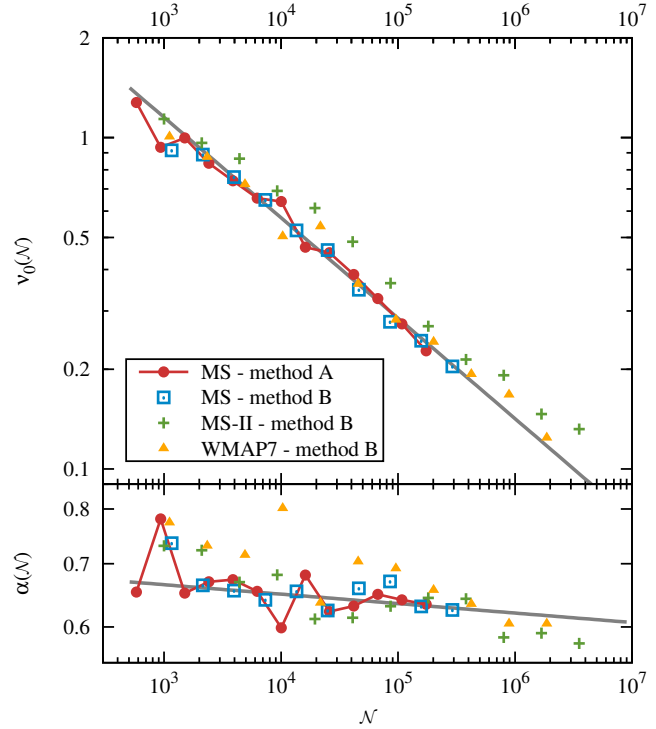 10³ 10⁴ 10⁵ 10⁶ 10⁷
2
1
0.5
0.2
0.1
ν₀(𝒩)
MS - method A
MS - method B
MS-II - method B
WMAP7 - method B
0.8
0.7
0.6
α(𝒩)
10³ 10⁴ 10⁵ 10⁶ 10⁷
𝒩